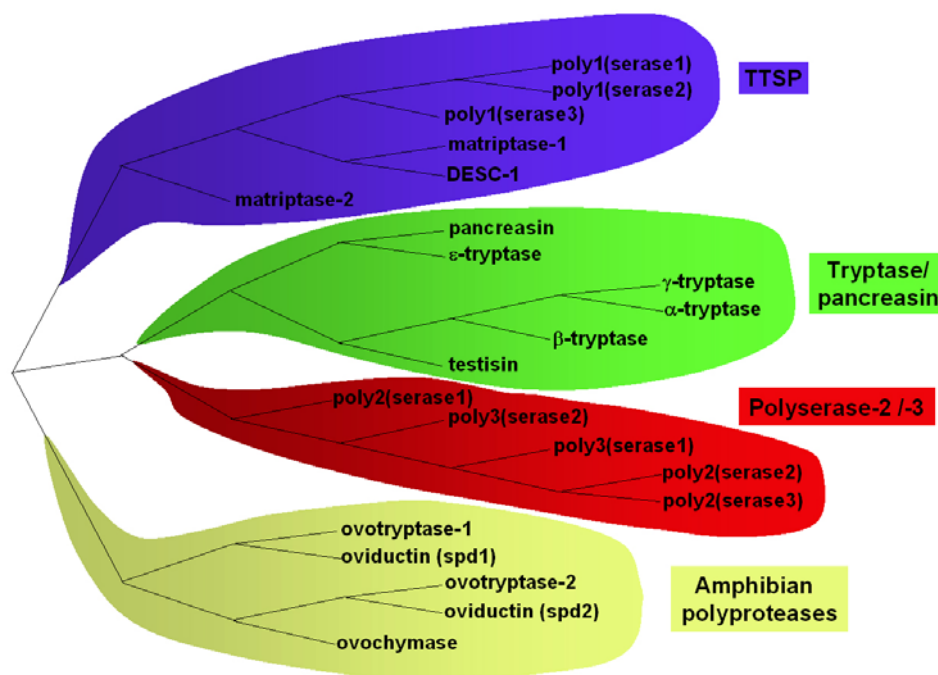 poly1(serase1)
TTSP
poly1(serase2)
poly1(serase3)
matriptase-1
DESC-1
matriptase-2
pancreasin
ε-tryptase
Tryptase/
pancreasin
γ-tryptase
α-tryptase
β-tryptase
testisin
poly2(serase1)
Polyserase-2 /-3
poly3(serase2)
poly3(serase1)
poly2(serase2)
poly2(serase3)
ovotryptase-1
oviductin (spd1)
ovotryptase-2
Amphibian
polyproteases
oviductin (spd2)
ovochymase